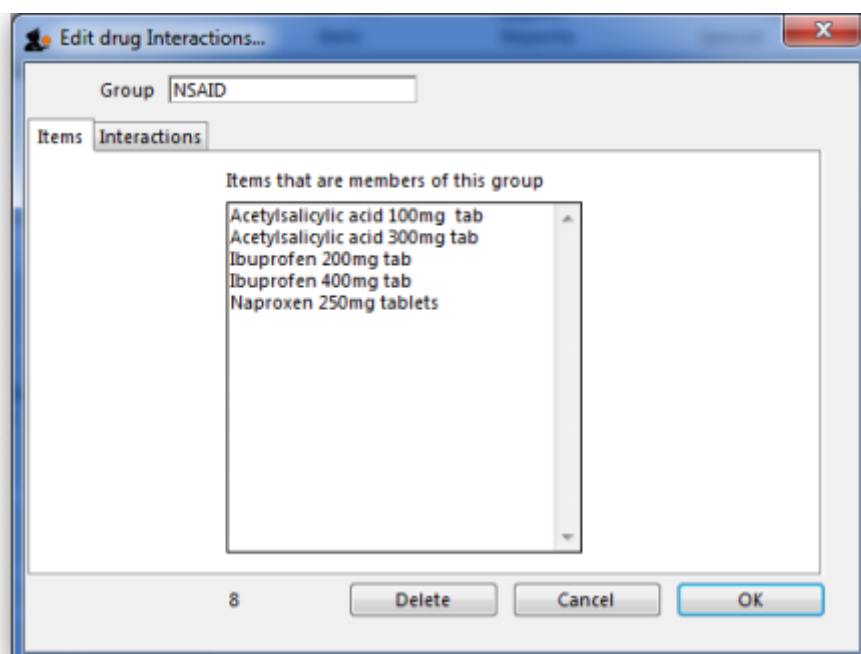 Edit drug Interactions...
Group NSAID
Items Interactions
Items that are members of this group
Acetylsalicylic acid 100mg  tab
Acetylsalicylic acid 300mg tab
Ibuprofen 200mg tab
Ibuprofen 400mg tab
Naproxen 250mg tablets
8 Delete Cancel OK